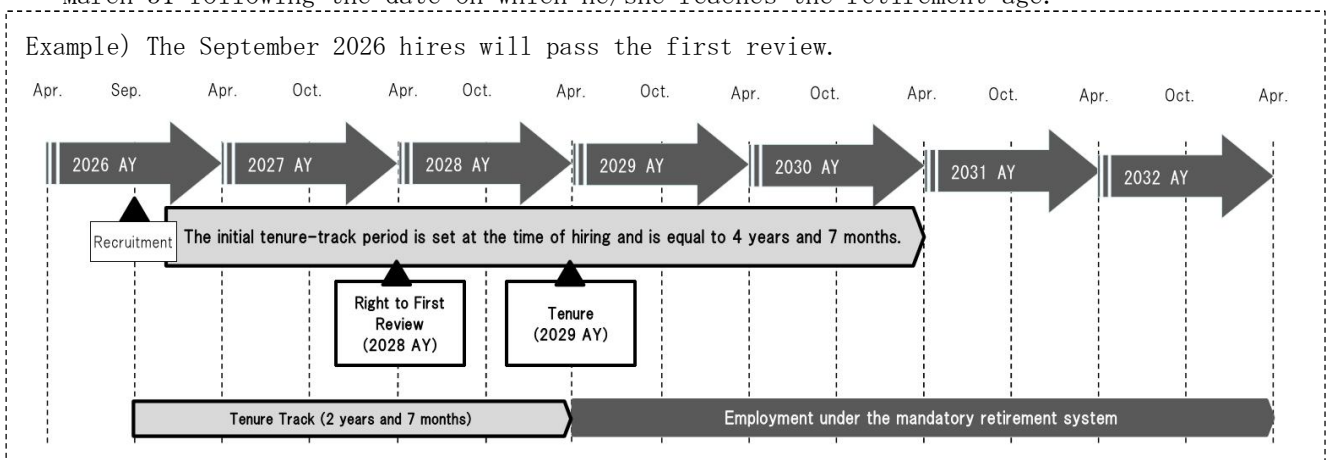 March 31 following the date on which he/she reaches the retirement age.
Example) The September 2026 hires will pass the first review.
Apr. Sep. Apr. Oct. Apr. Oct. Apr. Oct. Apr. Oct. Apr. Oct. Apr. Oct. Apr.
2026 AY 2027 AY 2028 AY 2029 AY 2030 AY 2031 AY 2032 AY
Recruitment
The initial tenure-track period is set at the time of hiring and is equal to 4 years and 7 months.
Right to First
Review
(2028 AY)
Tenure
(2029 AY)
Tenure Track (2 years and 7 months)
Employment under the mandatory retirement system